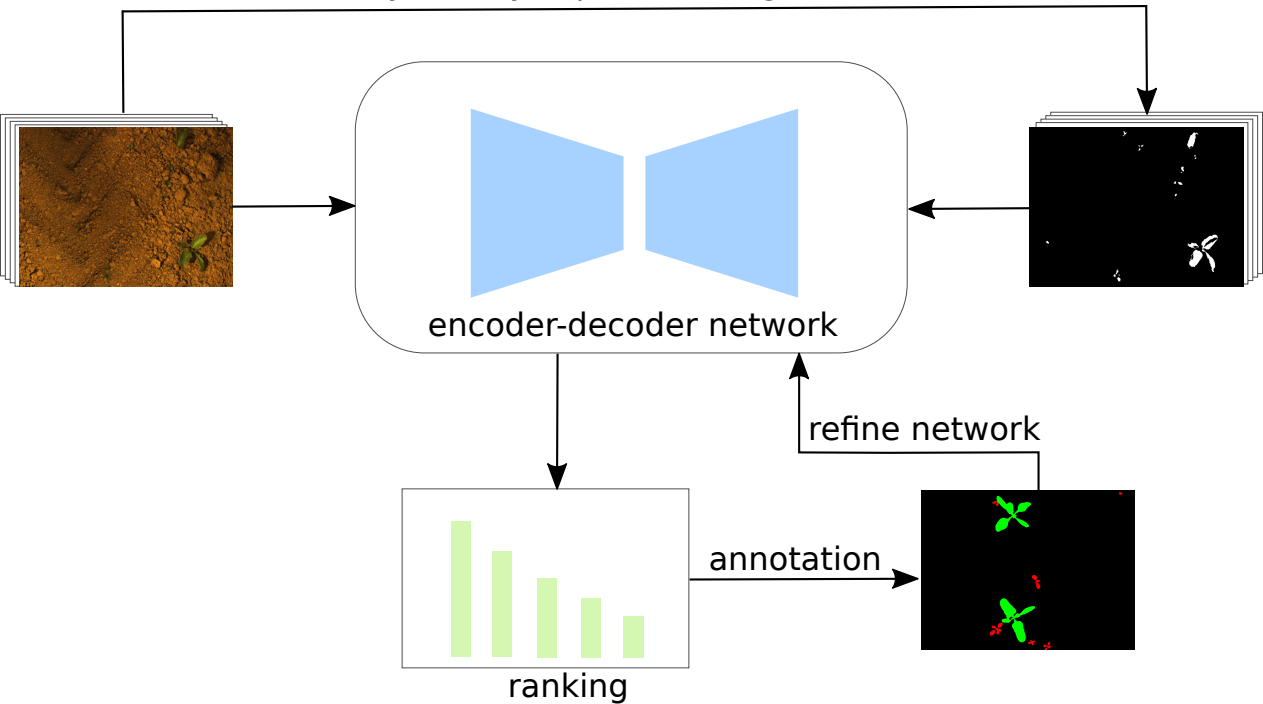 encoder-decoder network
refine network
annotation
ranking